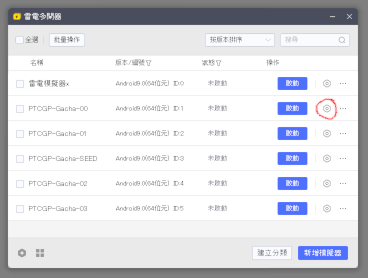 雷電多開器
全選 批量操作 按版本排序 搜尋
名稱 版本/編號 狀態 操作
雷電模擬器x Android9.0(64位元) ID:0 未啟動 啟動
PTCGP-Gacha-00 Android9.0(64位元) ID:1 未啟動 啟動
PTCGP-Gacha-01 Android9.0(64位元) ID:2 未啟動 啟動
PTCGP-Gacha-SEED Android9.0(64位元) ID:3 未啟動 啟動
PTCGP-Gacha-02 Android9.0(64位元) ID:4 未啟動 啟動
PTCGP-Gacha-03 Android9.0(64位元) ID:5 未啟動 啟動
建立分類 新增模擬器